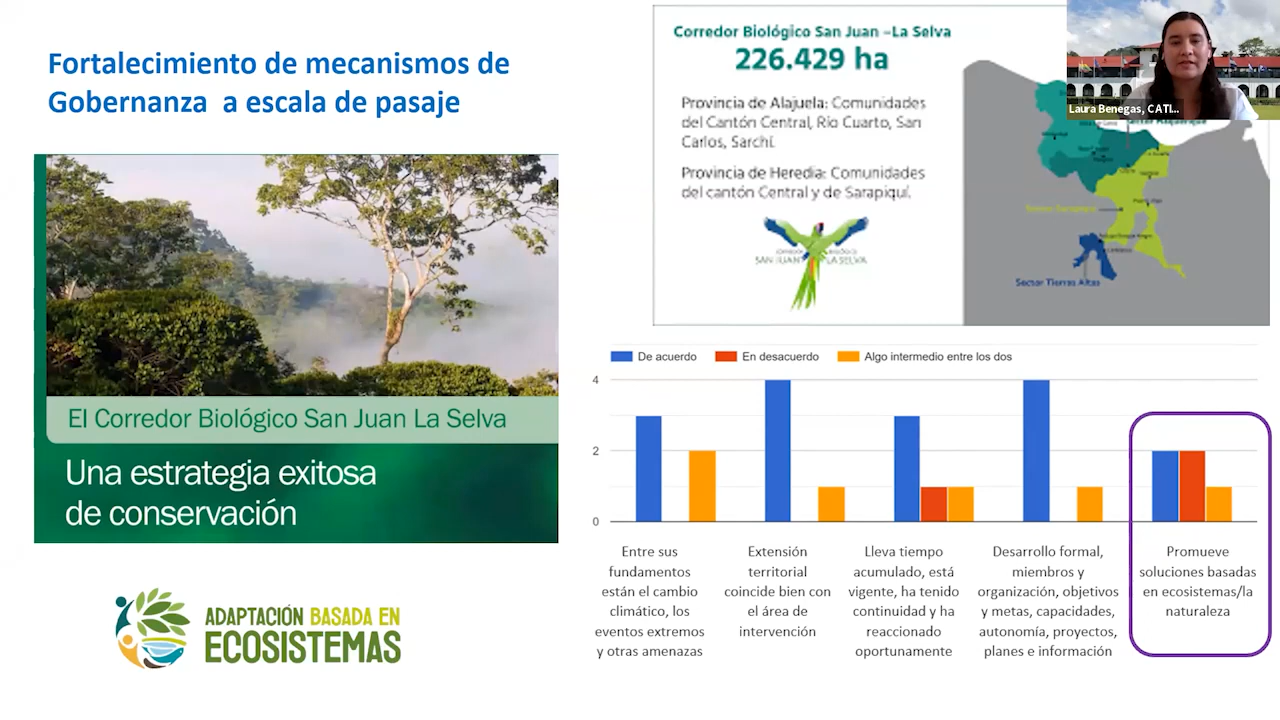 Fortalecimiento de mecanismos de
Gobernanza a escala de pasaje
El Corredor Biológico San Juan La Selva
Una estrategia exitosa
de conservación
ADAPTACIÓN BASADA EN
ECOSISTEMAS
Corredor Biológico San Juan –La Selva
226.429 ha
Provincia de Alajuela: Comunidades
del Cantón Central, Río Cuarto, San
Carlos, Sarchí.
Provincia de Heredia: Comunidades
del cantón Central y de Sarapiquí.
CORREDOR BIOLÓGICO
SAN JUAN LA SELVA
Laura Benegas, CATI...
Sector Tierras Altas
De acuerdo
En desacuerdo
Algo intermedio entre los dos
4
2
0
Entre sus
fundamentos
están el cambio
climático, los
eventos extremos
y otras amenazas
Extensión
territorial
coincide bien con
el área de
intervención
Lleva tiempo
acumulado, está
vigente, ha tenido
continuidad y ha
reaccionado
oportunamente
Desarrollo formal,
miembros y
organización, objetivos
y metas, capacidades,
autonomía, proyectos,
planes e información
Promueve
soluciones basadas
en ecosistemas/la
naturaleza